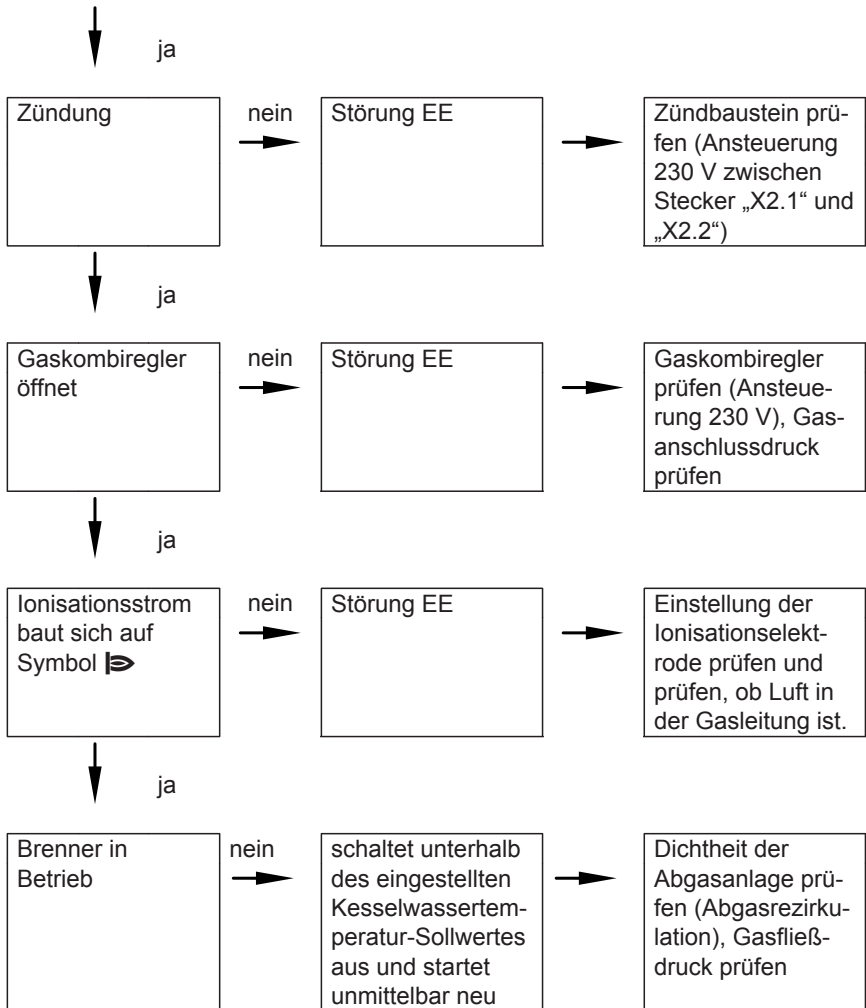 ja
Zündung
nein
Störung EE
Zündbaustein prü-
fen (Ansteuerung
230 V zwischen
Stecker „X2.1“ und
„X2.2“)
ja
Gaskombiregler
öffnet
nein
Störung EE
Gaskombiregler
prüfen (Ansteue-
rung 230 V), Gas-
anschlussdruck
prüfen
ja
Ionisationsstrom
baut sich auf
Symbol
nein
Störung EE
Einstellung der
Ionisationselekt-
rode prüfen und
prüfen, ob Luft in
der Gasleitung ist.
ja
Brenner in
Betrieb
nein
schaltet unterhalb
des eingestellten
Kesselwassertem-
peratur-Sollwertes
aus und startet
unmittelbar neu
Dichtheit der
Abgasanlage prü-
fen (Abgasrezirku-
lation), Gasfließ-
druck prüfen